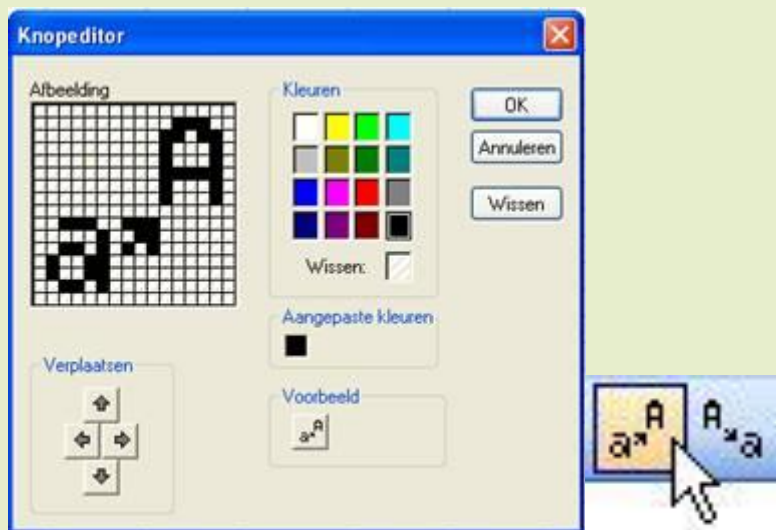 Knopeditor
Afbeelding
A
a
Kleuren
OK
Annuleren
Wissen
Wissen:
Aangepaste kleuren
Verplaatsen
Voorbeeld
a A
a A
A a